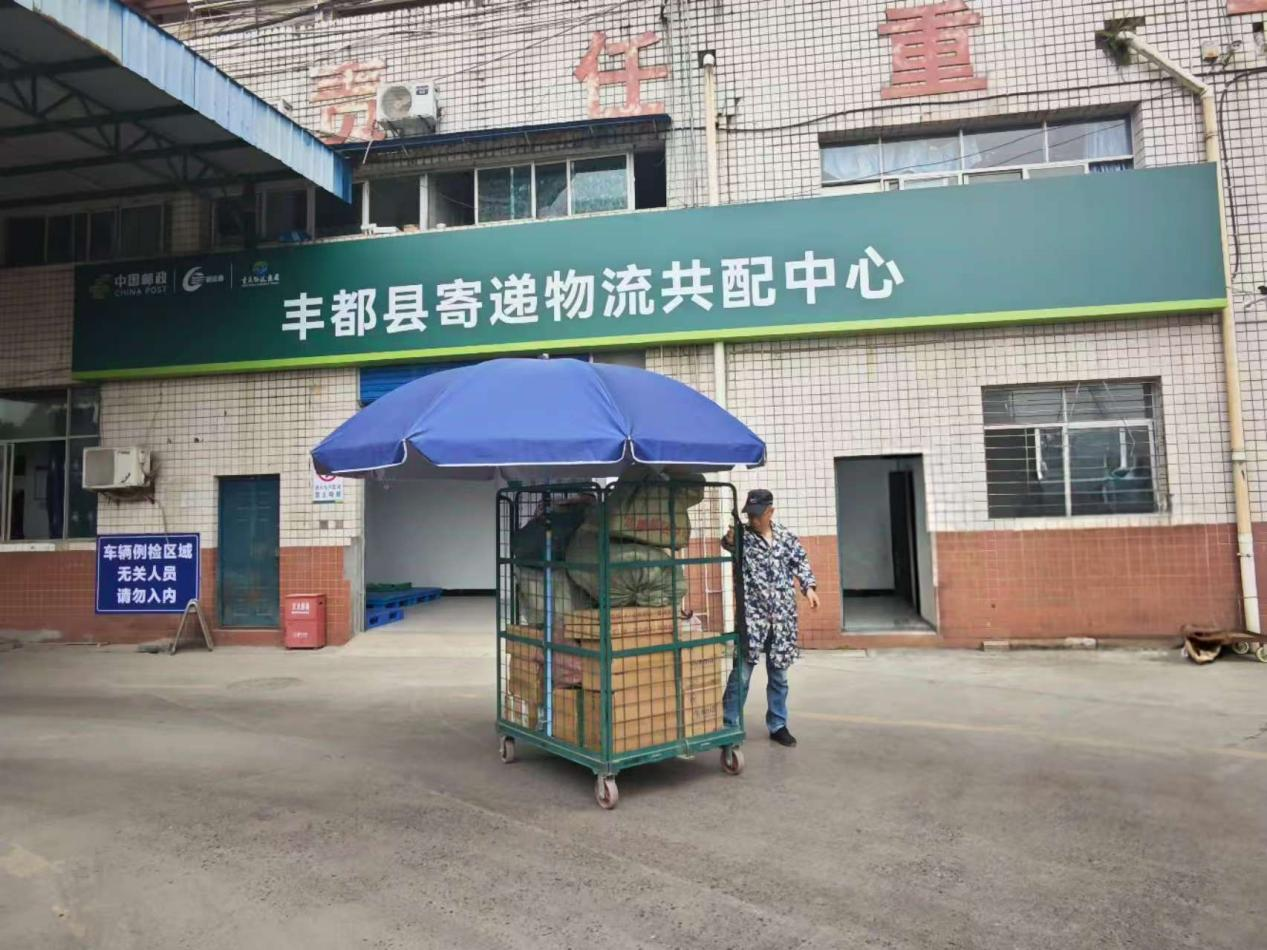 责任重
中国邮政
CHINA POST
丰都县寄递物流共配中心
车辆例检区域
无关人员
请勿入内